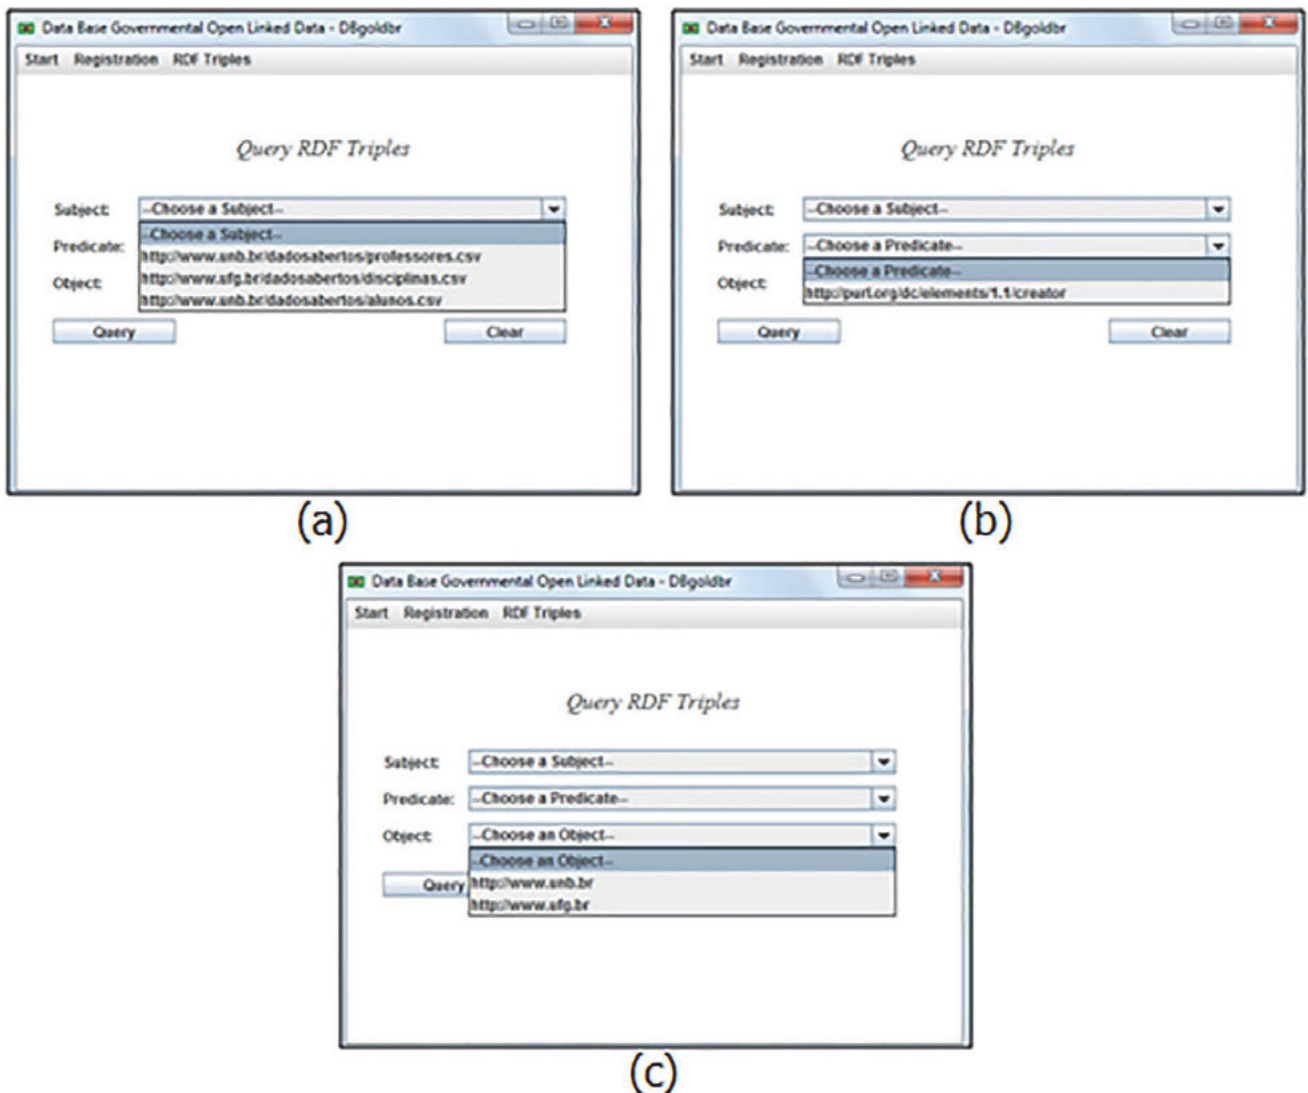 Data Base Governmental Open Linked Data - DBgoldbr
Start Registration RDF Triples
Query RDF Triples
Subject: --Choose a Subject--
--Choose a Subject--
Predicate: http://www.unb.br/dadosabertos/professores.csv
http://www.ufg.br/dadosabertos/disciplinas.csv
Object: http://www.unb.br/dadosabertos/alunos.csv
Query Clear
(a)
Data Base Governmental Open Linked Data - DBgoldbr
Start Registration RDF Triples
Query RDF Triples
Subject: --Choose a Subject--
Predicate: --Choose a Predicate--
--Choose a Predicate--
Object: http://purl.org/dc/elements/1.1/creator
Query Clear
(b)
Data Base Governmental Open Linked Data - DBgoldbr
Start Registration RDF Triples
Query RDF Triples
Subject: --Choose a Subject--
Predicate: --Choose a Predicate--
Object: --Choose an Object--
--Choose an Object--
Query http://www.unb.br
http://www.ufg.br
(c)